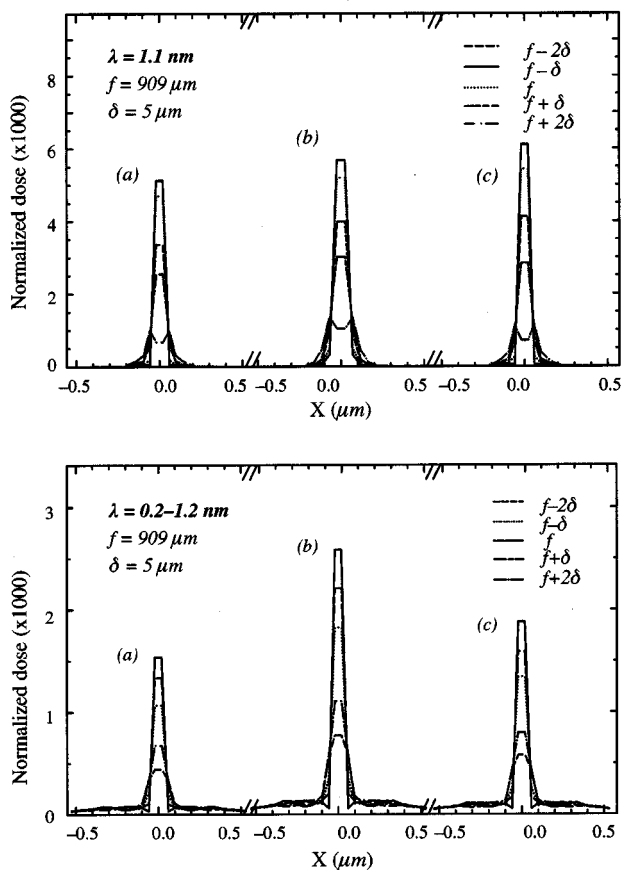 λ = 1.1 nm
f = 909 μm
δ = 5 μm
f – 2δ
f – δ
f
f + δ
f + 2δ
(a)
(b)
(c)
Normalized dose (x1000)
8
6
4
2
0
–0.5 0.0 0.5 –0.5 0.0 0.5 –0.5 0.0 0.5
X (μm)
λ = 0.2–1.2 nm
f = 909 μm
δ = 5 μm
f–2δ
f–δ
f
f+δ
f+2δ
(a)
(b)
(c)
Normalized dose (x1000)
3
2
1
0
–0.5 0.0 0.5 –0.5 0.0 0.5 –0.5 0.0 0.5
X (μm)